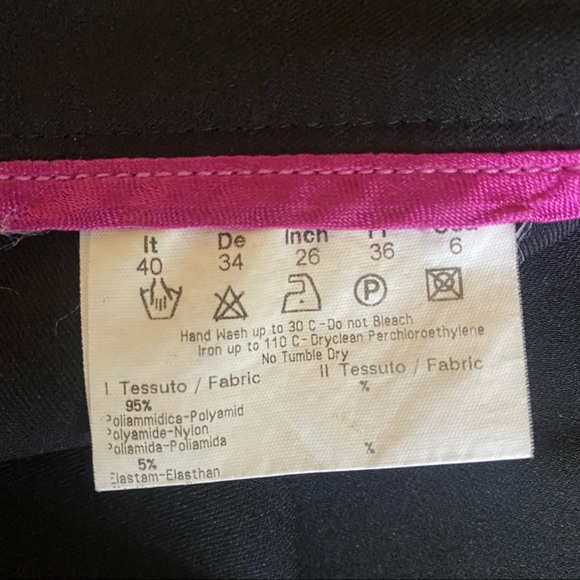 It De Inch Fr Usa
40 34 26 36 6
P
Hand Wash up to 30 C-Do not Bleach
Iron up to 110 C-Dryclean Perchloroethylene
No Tumble Dry
I Tessuto / Fabric II Tessuto / Fabric
95% %
Poliammidica-Polyamid
Polyamide-Nylon
Poliamida-Poliamida %
5%
Elastam-Elasthan